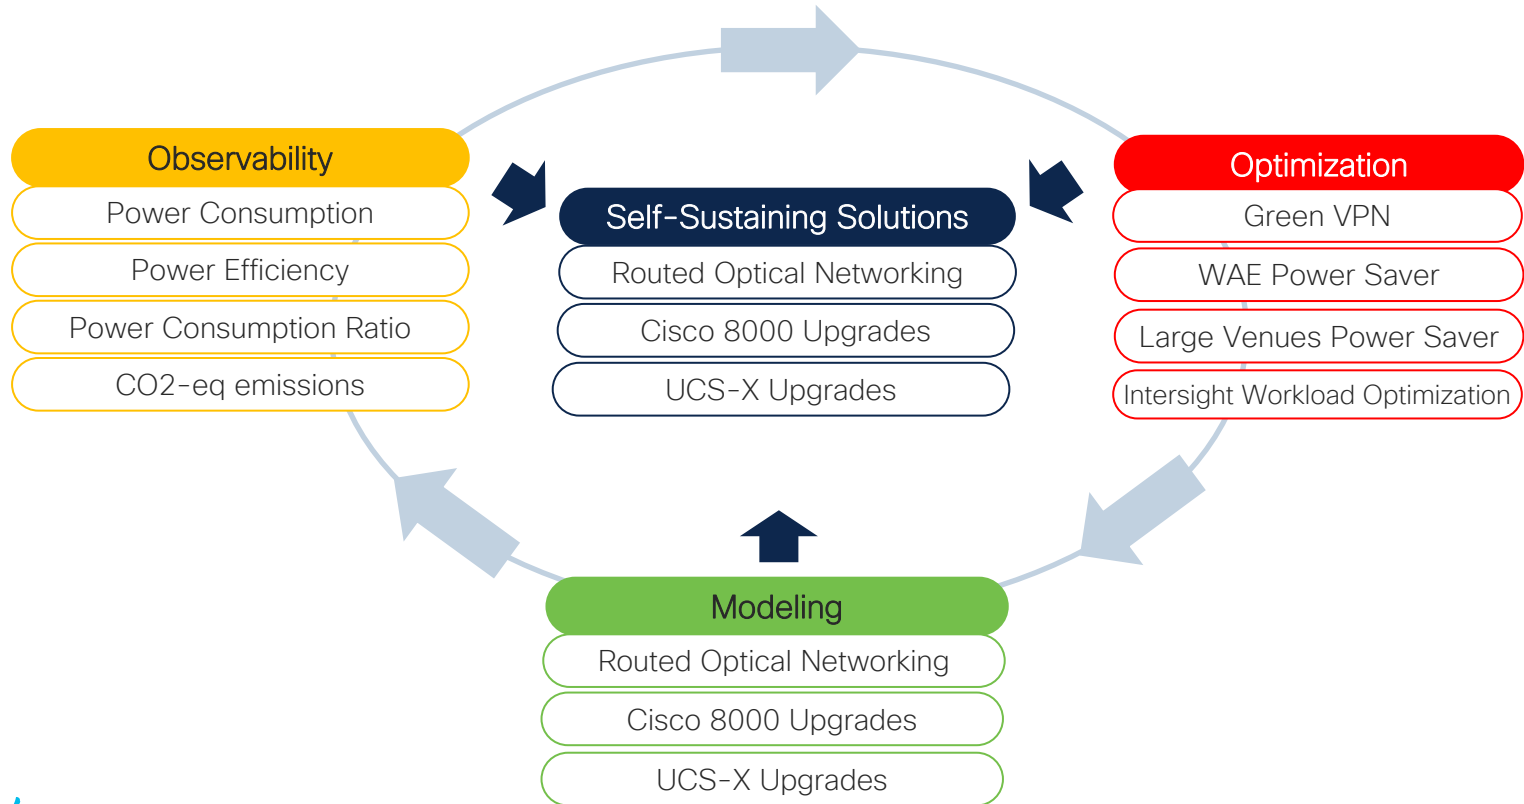 Observability
Power Consumption
Power Efficiency
Power Consumption Ratio
CO2-eq emissions
Self-Sustaining Solutions
Routed Optical Networking
Cisco 8000 Upgrades
UCS-X Upgrades
Optimization
Green VPN
WAE Power Saver
Large Venues Power Saver
Intersight Workload Optimization
Modeling
Routed Optical Networking
Cisco 8000 Upgrades
UCS-X Upgrades